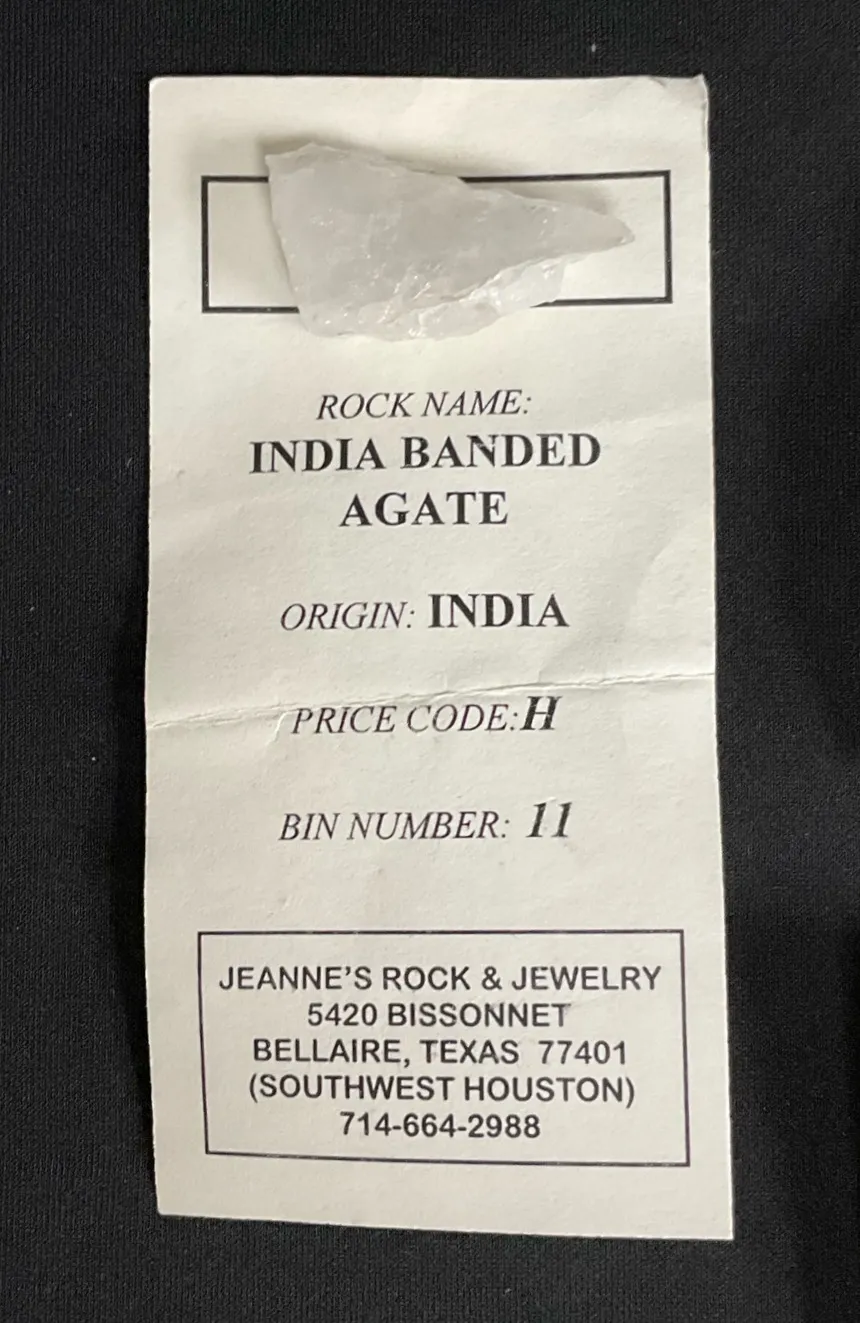 ROCK NAME:
INDIA BANDED
AGATE
ORIGIN: INDIA
PRICE CODE:H
BIN NUMBER: 11
JEANNE'S ROCK & JEWELRY
5420 BISSONNET
BELLAIRE, TEXAS 77401
(SOUTHWEST HOUSTON)
714-664-2988